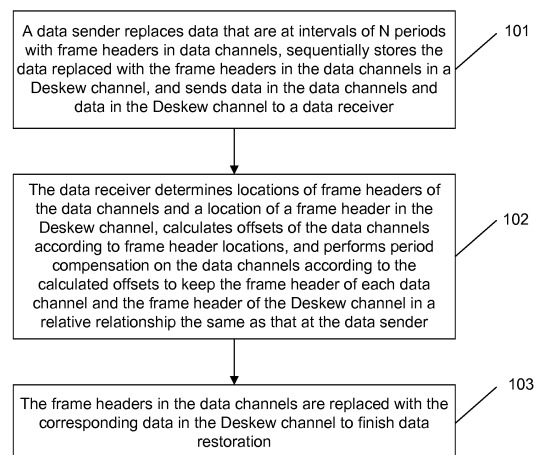 A data sender replaces data that are at intervals of N periods
with frame headers in data channels, sequentially stores the
data replaced with the frame headers in the data channels in a
Deskew channel, and sends data in the data channels and
data in the Deskew channel to a data receiver
101
The data receiver determines locations of frame headers of
the data channels and a location of a frame header in the
Deskew channel, calculates offsets of the data channels
according to frame header locations, and performs period
compensation on the data channels according to the
calculated offsets to keep the frame header of each data
channel and the frame header of the Deskew channel in a
relative relationship the same as that at the data sender
102
The frame headers in the data channels are replaced with the
corresponding data in the Deskew channel to finish data
restoration
103